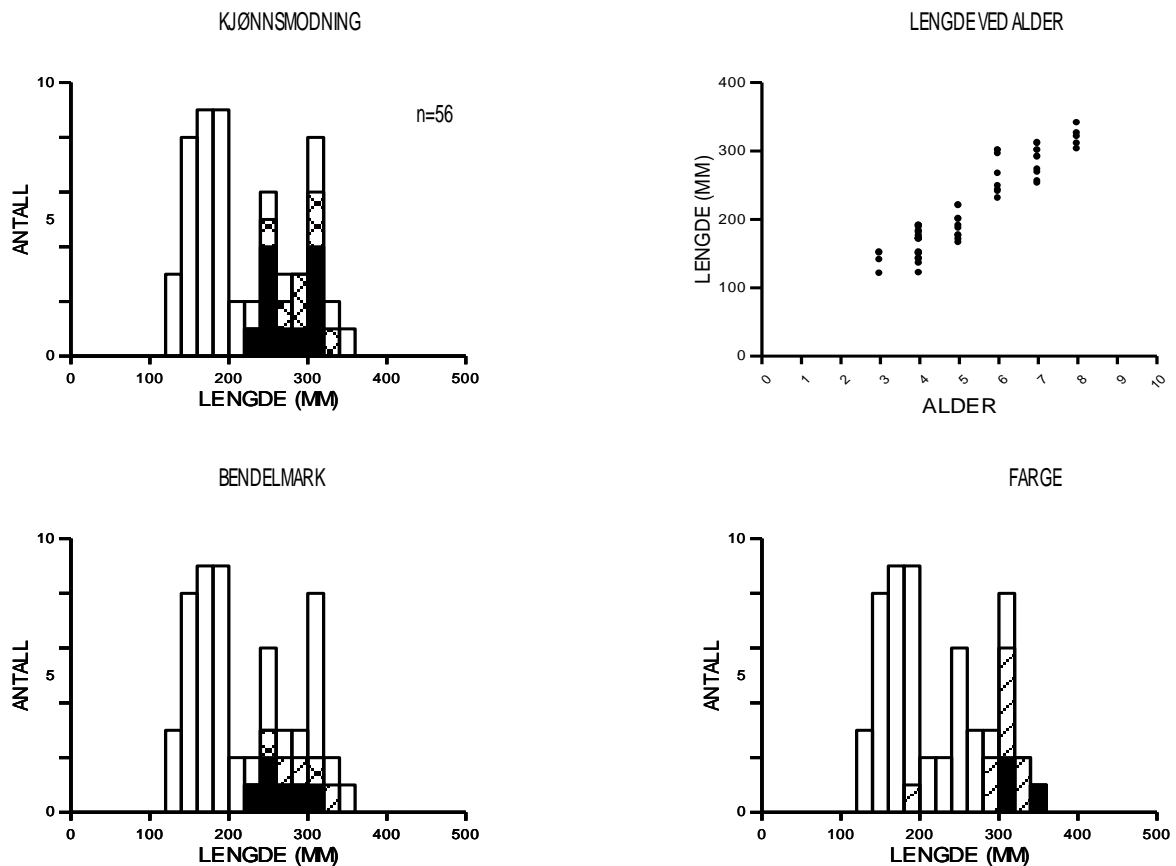 KJØNNSMODNING
n=56
10
5
0
ANTALL
0 100 200 300 400 500
LENGDE (MM)
LENGDE VED ALDER
400
300
200
100
0
LENGDE (MM)
0 1 2 3 4 5 6 7 8 9 10
ALDER
BENDELMARK
10
5
0
ANTALL
0 100 200 300 400 500
LENGDE (MM)
FARGE
10
5
0
ANTALL
0 100 200 300 400 500
LENGDE (MM)